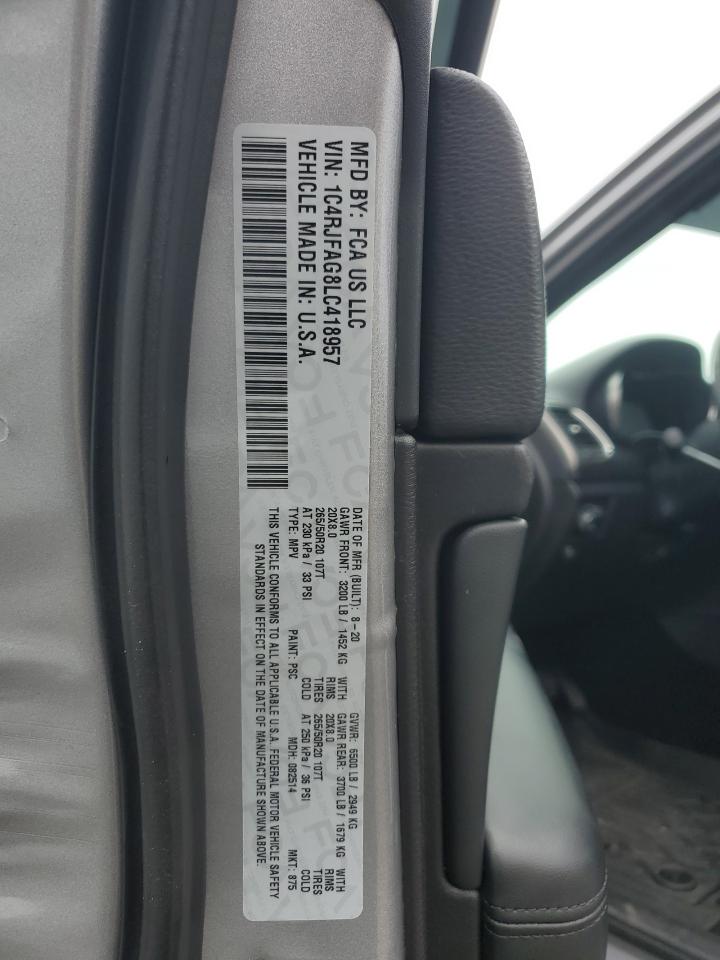 MFD BY: FCA US LLC
VIN: 1C4RJFAG8LC418957
VEHICLE MADE IN: U.S.A.
DATE OF MFR (BUILT): 8-20 GVWR: 6500 LB / 2949 KG
GAWR FRONT: 3200 LB / 1452 KG WITH GAWR REAR: 3700 LB / 1679 KG WITH
20X8.0 RIMS 20X8.0 RIMS
265/50R20 107T TIRES 265/50R20 107T TIRES
AT 230 kPa / 33 PSI COLD AT 250 kPa / 36 PSI COLD
TYPE: MPV PAINT: PSC MDH: 082514 MKT: 875
THIS VEHICLE CONFORMS TO ALL APPLICABLE U.S.A. FEDERAL MOTOR VEHICLE SAFETY
STANDARDS IN EFFECT ON THE DATE OF MANUFACTURE SHOWN ABOVE.